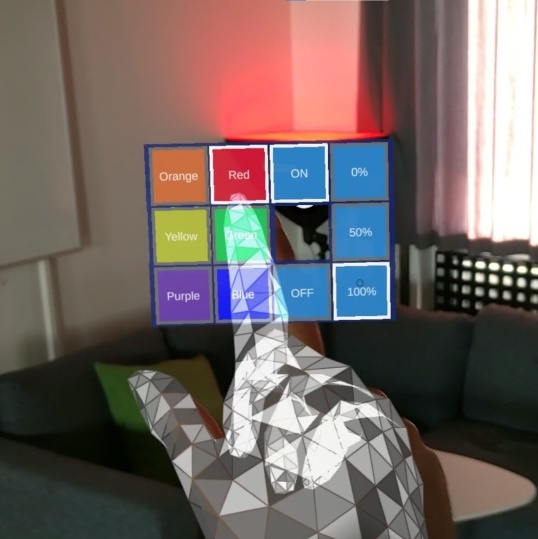 Orange Red ON 0%
Yellow Green 50%
Purple Blue OFF 100%